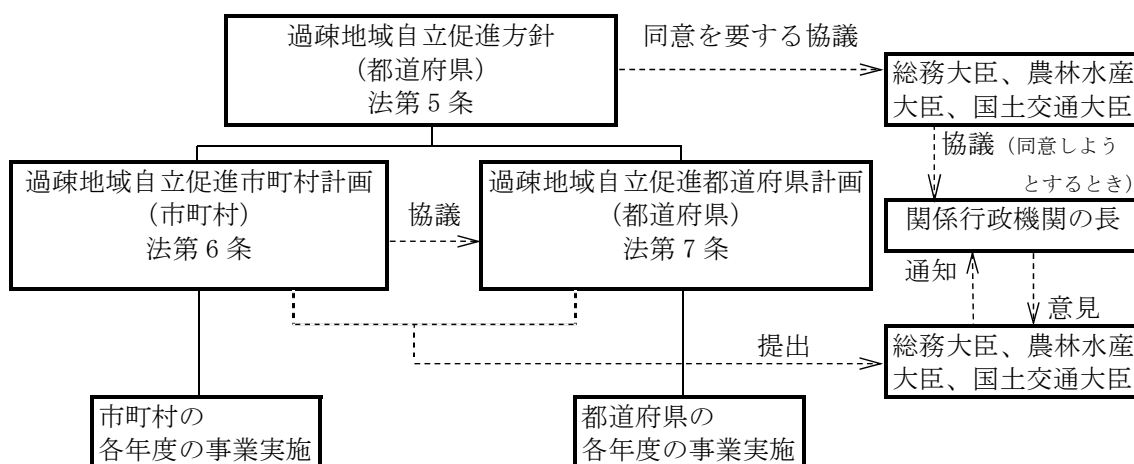 過疎地域自立促進方針
(都道府県)
法第5条
同意を要する協議
総務大臣、農林水産
大臣、国土交通大臣
協議(同意しよう
とするとき)
過疎地域自立促進市町村計画
(市町村)
法第6条
協議
過疎地域自立促進都道府県計画
(都道府県)
法第7条
関係行政機関の長
通知
意見
提出
総務大臣、農林水産
大臣、国土交通大臣
市町村の
各年度の事業実施
都道府県の
各年度の事業実施